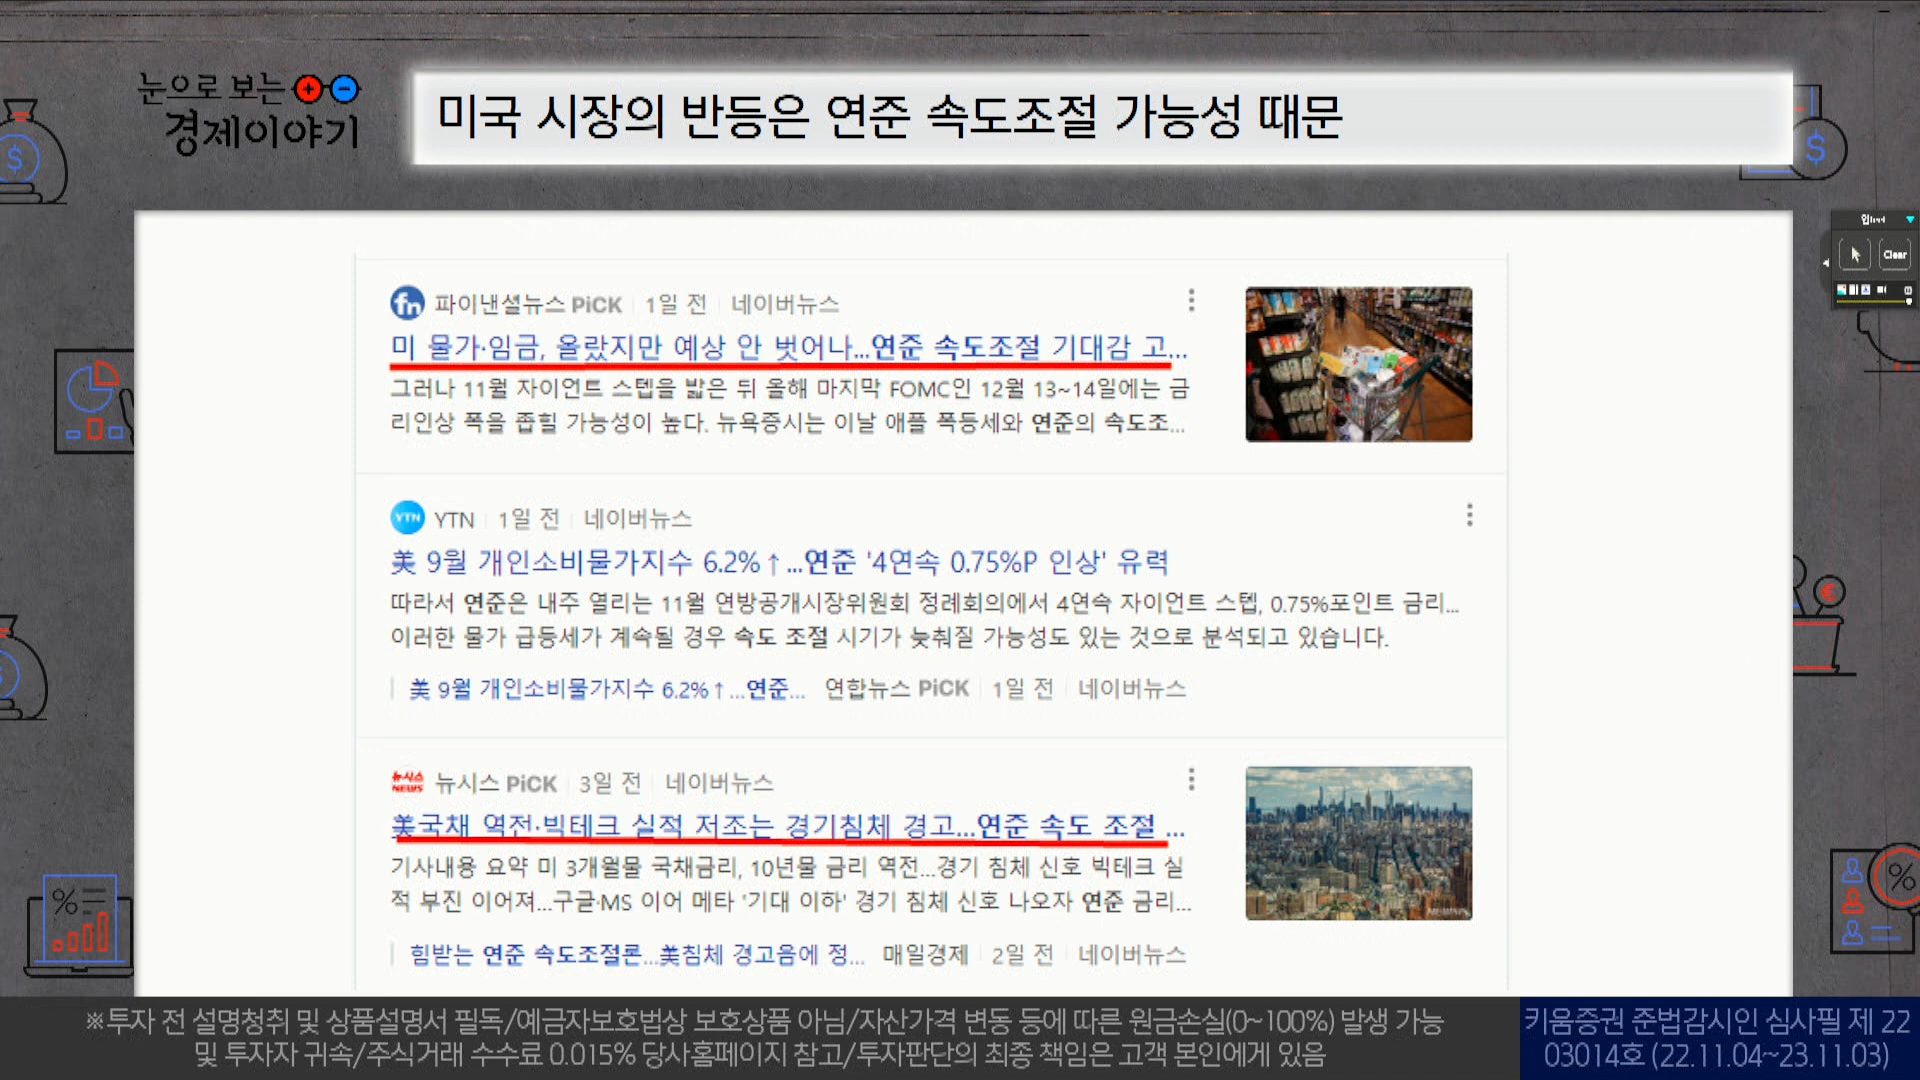 눈으로 보는
경제이야기
미국 시장의 반등은 연준 속도조절 가능성 때문
Clear
fn 파이낸셜뉴스 PiCK 1일 전 네이버뉴스
미 물가·임금, 올랐지만 예상 안 벗어나...연준 속도조절 기대감 고...
그러나 11월 자이언트 스텝을 밟은 뒤 올해 마지막 FOMC인 12월 13~14일에는 금
리인상 폭을 좁힐 가능성이 높다. 뉴욕증시는 이날 애플 폭등세와 연준의 속도조...
YTN YTN 1일 전 네이버뉴스
美 9월 개인소비물가지수 6.2%↑...연준 '4연속 0.75%P 인상' 유력
따라서 연준은 내주 열리는 11월 연방공개시장위원회 정례회의에서 4연속 자이언트 스텝, 0.75%포인트 금리...
이러한 물가 급등세가 계속될 경우 속도 조절 시기가 늦춰질 가능성도 있는 것으로 분석되고 있습니다.
美 9월 개인소비물가지수 6.2%↑...연준... 연합뉴스 PiCK 1일 전 네이버뉴스
뉴시스 NEWS 뉴시스 PiCK 3일 전 네이버뉴스
美국채 역전·빅테크 실적 저조는 경기침체 경고...연준 속도 조절 ...
기사내용 요약 미 3개월물 국채금리, 10년물 금리 역전...경기 침체 신호 빅테크 실
적 부진 이어져...구글·MS 이어 메타 '기대 이하' 경기 침체 신호 나오자 연준 금리...
힘받는 연준 속도조절론...美침체 경고음에 정... 매일경제 2일 전 네이버뉴스
※투자 전 설명청취 및 상품설명서 필독/예금자보호법상 보호상품 아님/자산가격 변동 등에 따른 원금손실(0~100%) 발생 가능
및 투자자 귀속/주식거래 수수료 0.015% 당사홈페이지 참고/투자판단의 최종 책임은 고객 본인에게 있음
키움증권 준법감시인 심사필 제 22
03014호 (22.11.04~23.11.03)